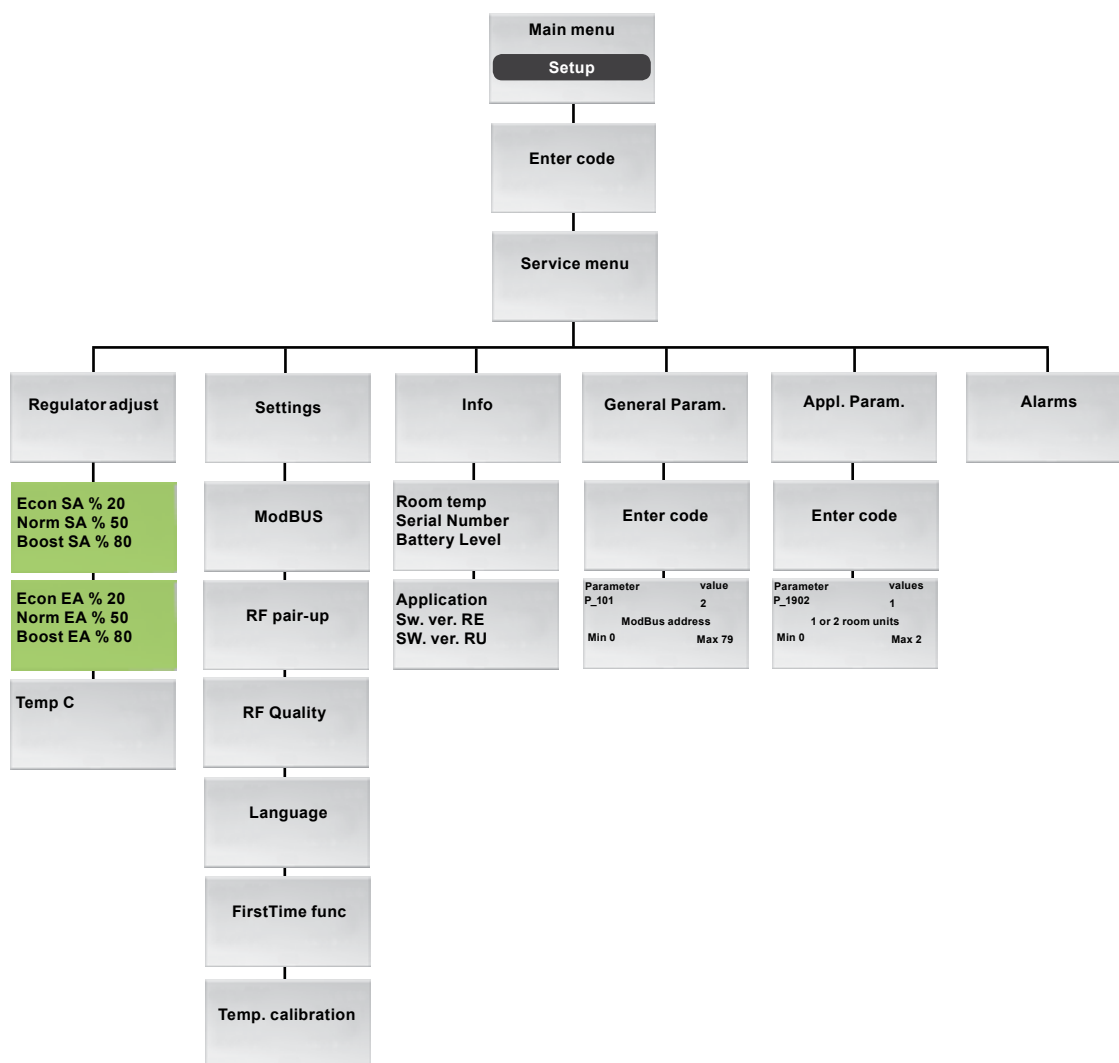 Main menu
Setup
Enter code
Service menu
Regulator adjust
Settings
Info
General Param.
Appl. Param.
Alarms
Econ SA % 20
Norm SA % 50
Boost SA % 80
Econ EA % 20
Norm EA % 50
Boost EA % 80
Temp C
ModBUS
RF pair-up
RF Quality
Language
FirstTime func
Temp. calibration
Room temp
Serial Number
Battery Level
Application
Sw. ver. RE
SW. ver. RU
Enter code
Parameter value
P_101 2
ModBus address
Min 0 Max 79
Enter code
Parameter values
P_1902 1
1 or 2 room units
Min 0 Max 2